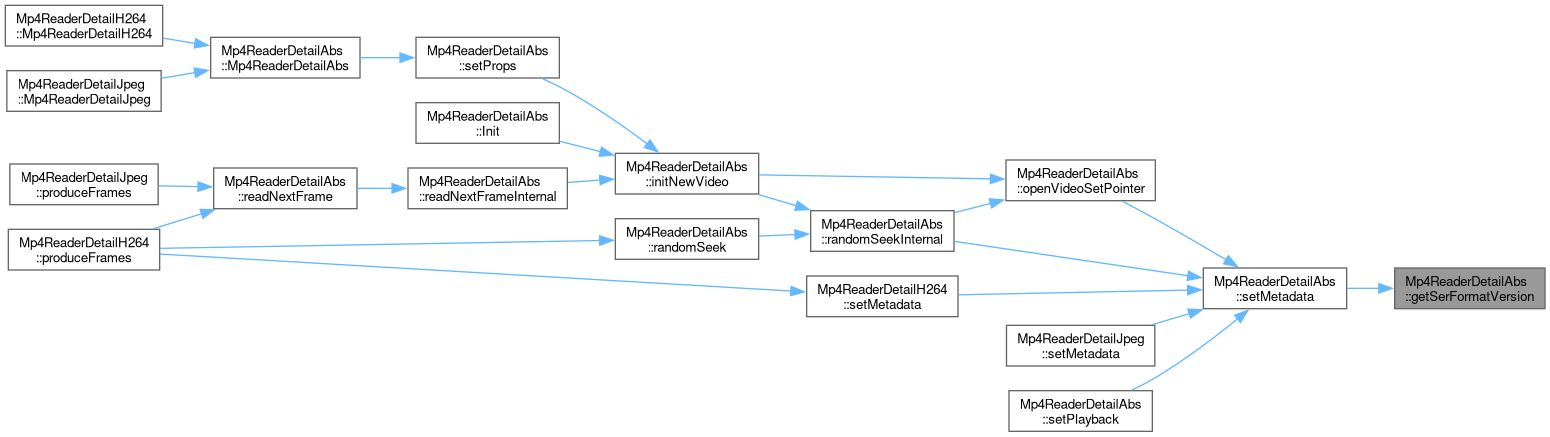 Mp4ReaderDetailH264
::Mp4ReaderDetailH264
Mp4ReaderDetailJpeg
::Mp4ReaderDetailJpeg
Mp4ReaderDetailAbs
::Mp4ReaderDetailAbs
Mp4ReaderDetailAbs
::setProps
Mp4ReaderDetailAbs
::Init
Mp4ReaderDetailJpeg
::produceFrames
Mp4ReaderDetailAbs
::readNextFrame
Mp4ReaderDetailAbs
::readNextFrameInternal
Mp4ReaderDetailAbs
::initNewVideo
Mp4ReaderDetailAbs
::openVideoSetPointer
Mp4ReaderDetailH264
::produceFrames
Mp4ReaderDetailAbs
::randomSeek
Mp4ReaderDetailAbs
::randomSeekInternal
Mp4ReaderDetailH264
::setMetadata
Mp4ReaderDetailAbs
::setMetadata
Mp4ReaderDetailAbs
::getSerFormatVersion
Mp4ReaderDetailJpeg
::setMetadata
Mp4ReaderDetailAbs
::setPlayback